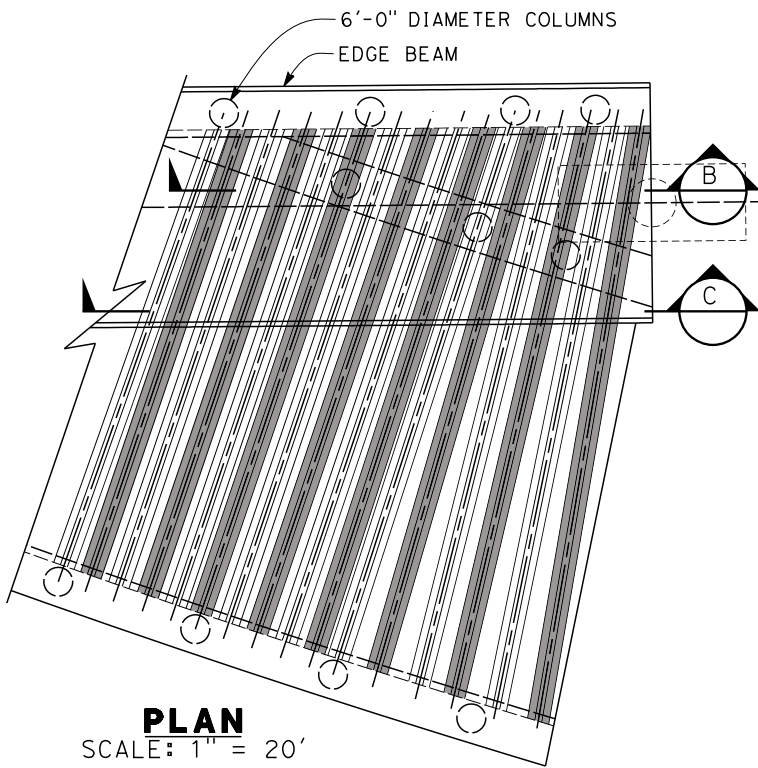 6'-0" DIAMETER COLUMNS
EDGE BEAM
B
C
PLAN
SCALE: 1" = 20'